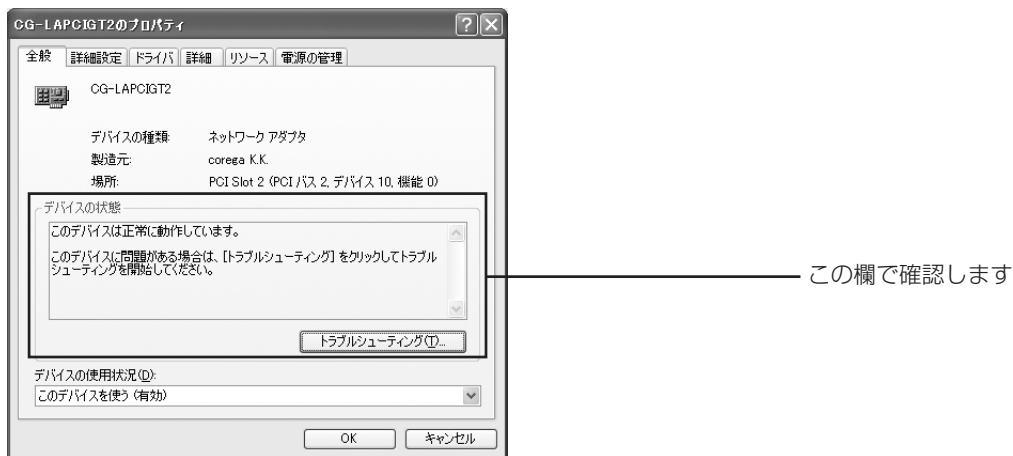 CG-LAPCIGT2のプロパティ
全般 詳細設定 ドライバ 詳細 リソース 電源の管理
CG-LAPCIGT2
デバイスの種類: ネットワーク アダプタ
製造元: corega K.K.
場所: PCI Slot 2 (PCI バス 2, デバイス 10, 機能 0)
デバイスの状態
このデバイスは正常に動作しています。
このデバイスに問題がある場合は、[トラブルシューティング] をクリックしてトラブル
シューティングを開始してください。
この欄で確認します
トラブルシューティング(T)...
デバイスの使用状況(D):
このデバイスを使う (有効)
OK キャンセル